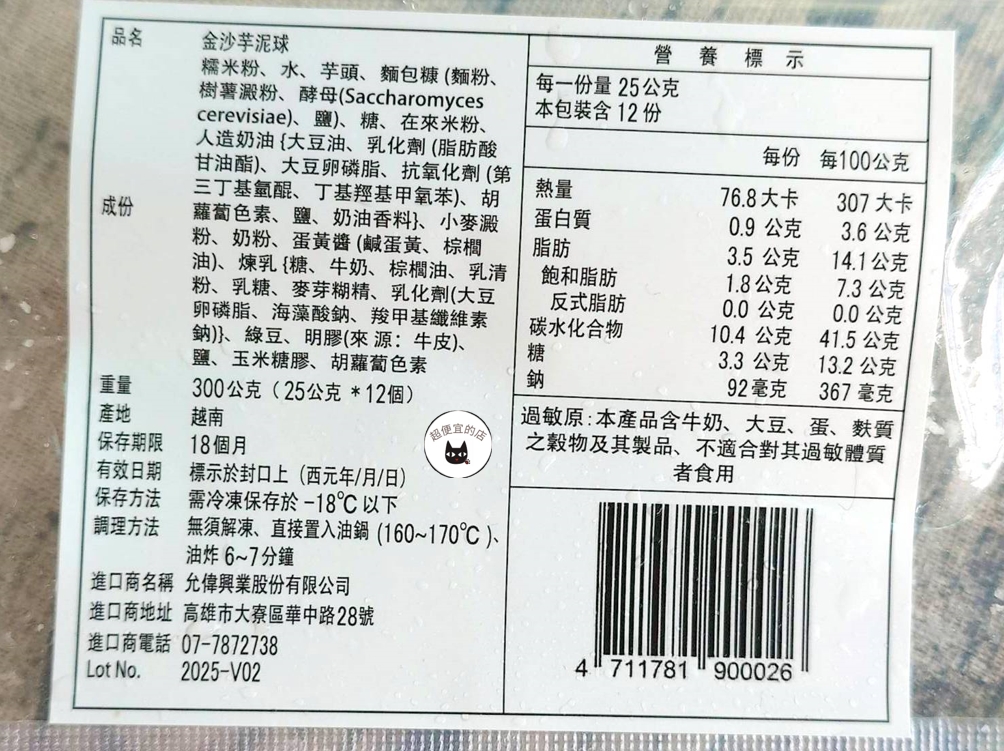 品名 金沙芋泥球
成份 糯米粉、水、芋頭、麵包糠 (麵粉、
樹薯澱粉、酵母(Saccharomyces
cerevisiae)、鹽)、糖、在來米粉、
人造奶油 {大豆油、乳化劑 (脂肪酸
甘油酯)、大豆卵磷脂、抗氧化劑 (第
三丁基氫醌、丁基羥基甲氧苯)、胡
蘿蔔色素、鹽、奶油香料}、小麥澱
粉、奶粉、蛋黃醬 (鹹蛋黃、棕櫚
油)、煉乳 {糖、牛奶、棕櫚油、乳清
粉、乳糖、麥芽糊精、乳化劑(大豆
卵磷脂、海藻酸鈉、羧甲基纖維素
鈉)}、綠豆、明膠(來 源：牛皮)、
鹽、玉米糖膠、胡蘿蔔色素
重量 300公克（25公克 *12個）
產地 越南
保存期限 18個月
有效日期 標示於封口上（西元年/月/日）
保存方法 需冷凍保存於 -18℃ 以下
調理方法 無須解凍、直接置入油鍋 (160~170℃ )、
油炸 6~7分鐘
進口商名稱 允偉興業股份有限公司
進口商地址 高雄市大寮區華中路28號
進口商電話 07-7872738
Lot No. 2025-V02
超便宜的店
營養標示
每一份量 25公克
本包裝含 12 份
每份 每100公克
熱量 76.8 大卡 307 大卡
蛋白質 0.9 公克 3.6 公克
脂肪 3.5 公克 14.1 公克
飽和脂肪 1.8 公克 7.3 公克
反式脂肪 0.0 公克 0.0 公克
碳水化合物 10.4 公克 41.5 公克
糖 3.3 公克 13.2 公克
鈉 92 毫克 367 毫克
過敏原：本產品含牛奶、大豆、蛋、麩質
之穀物及其製品、不適合對其過敏體質
者食用
4 711781 900026